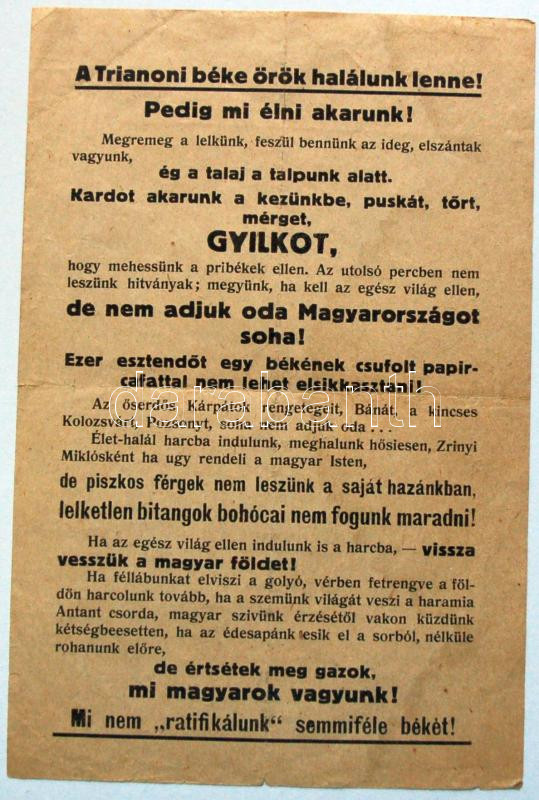 A Trianoni béke örök halálunk lenne!
Pedig mi élni akarunk!
Megremeg a lelkünk, feszül bennünk az ideg, elszántak
vagyunk,
ég a talaj a talpunk alatt.
Kardot akarunk a kezünkbe, puskát, tőrt,
mérget,
GYILKOT,
hogy mehessünk a pribékek ellen. Az utolsó percben nem
leszünk hitványak; megyünk, ha kell az egész világ ellen,
de nem adjuk oda Magyarországot
soha!
Ezer esztendőt egy békének csufolt papir-
cafattal nem lehet elsikkasztani!
darabanth
Az őserdős Kárpátok rengetegeit, Bánát, a kincses
Kolozsvárt, Pozsonyt, soha nem adjuk oda . . .
Élet-halál harcba indulunk, meghalunk hősiesen, Zrinyi
Miklósként ha ugy rendeli a magyar Isten,
de piszkos férgek nem leszünk a saját hazánkban,
lelketlen bitangok bohócai nem fogunk maradni!
Ha az egész világ ellen indulunk is a harcba, — vissza
vesszük a magyar földet!
Ha féllábunkat elviszi a golyó, vérben fetrengve a föl-
dön harcolunk tovább, ha a szemünk világát veszi a haramia
Antant csorda, magyar szivünk érzésétől vakon küzdünk
kétségbeesetten, ha az édesapánk esik el a sorból, nélküle
rohanunk előre,
de értsétek meg gazok,
mi magyarok vagyunk!
Mi nem „ratifikálunk“ semmiféle békét!